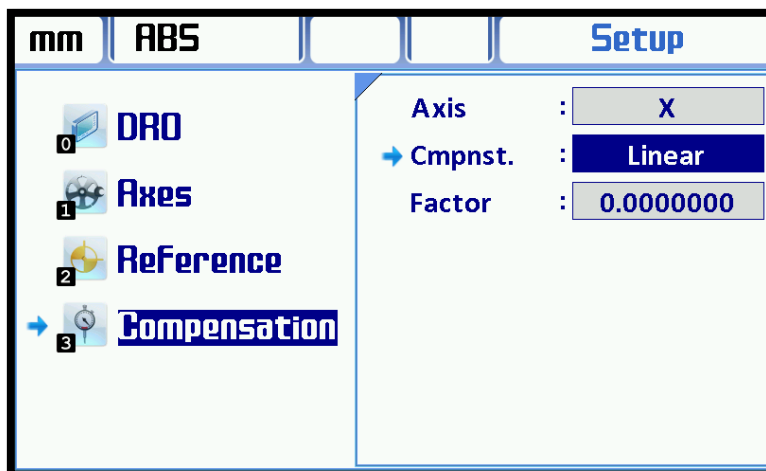 mm ABS Setup
0 DRO
1 Axes
2 Reference
3 Compensation
Axis : X
Cmpnst. : Linear
Factor : 0.0000000